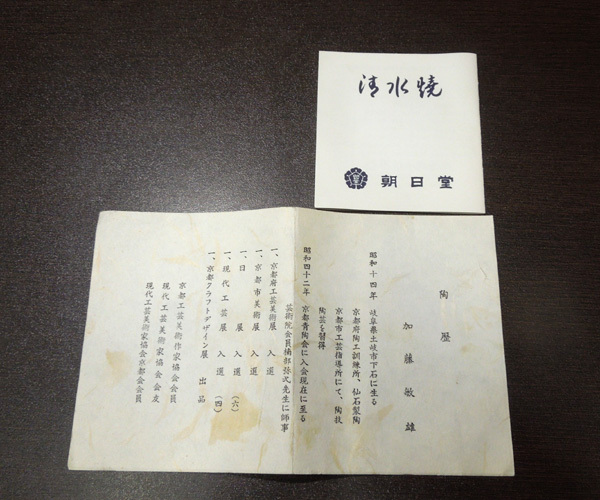 清水焼
朝日堂
陶歴
加藤敏雄
昭和十四年 岐阜県土岐市下石に生る
京都府陶工訓練所、仙石製陶
京都市工芸指導所にて、陶技
陶芸を習得
昭和四十二年 京都青陶会に入会現在に至る
芸術院会員楠部弥弌先生に師事
一、京都府工芸美術展 入選
一、京都市美術展 入選
一、日展 入選 (六)
一、現代工芸展 入選 (四)
一、京都クラフトデザイン展 出品
京都工芸美術作家協会会員
現代工芸美術家協会会友
現代工芸美術家協会京都会会員